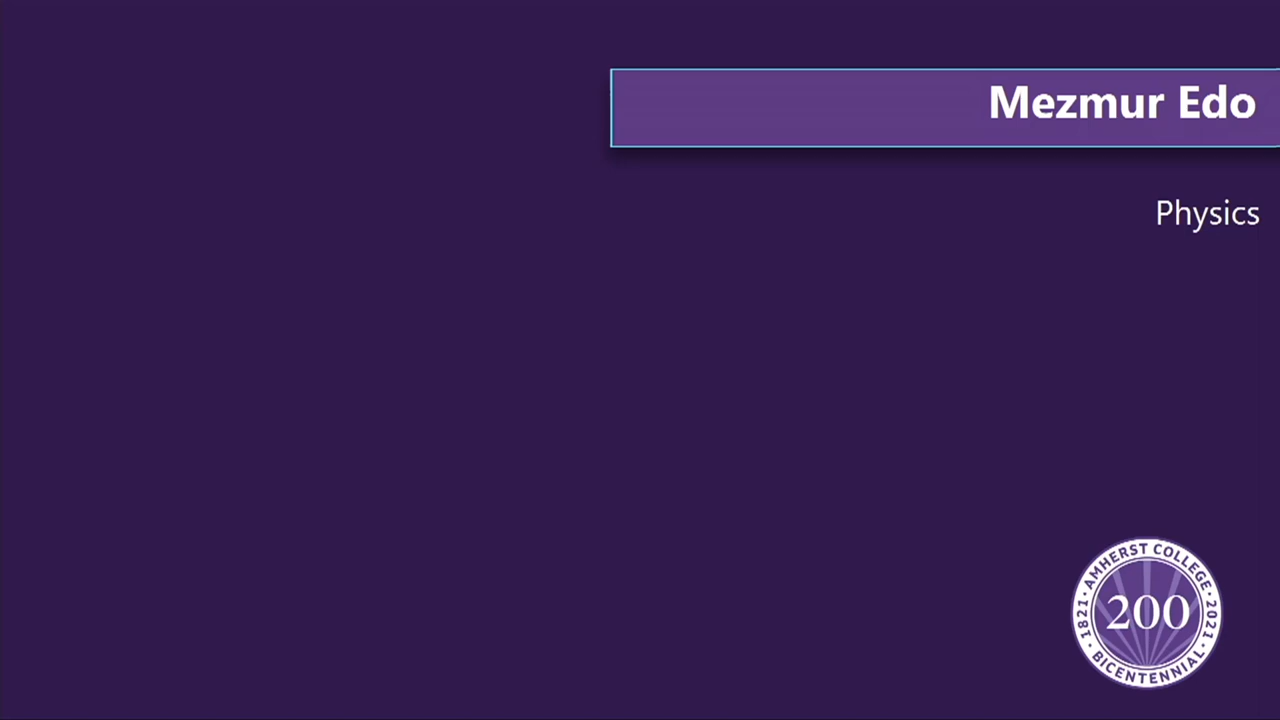 Mezmur Edo
Physics
AMHERST COLLEGE
1821 · 2021
200
BICENTENNIAL